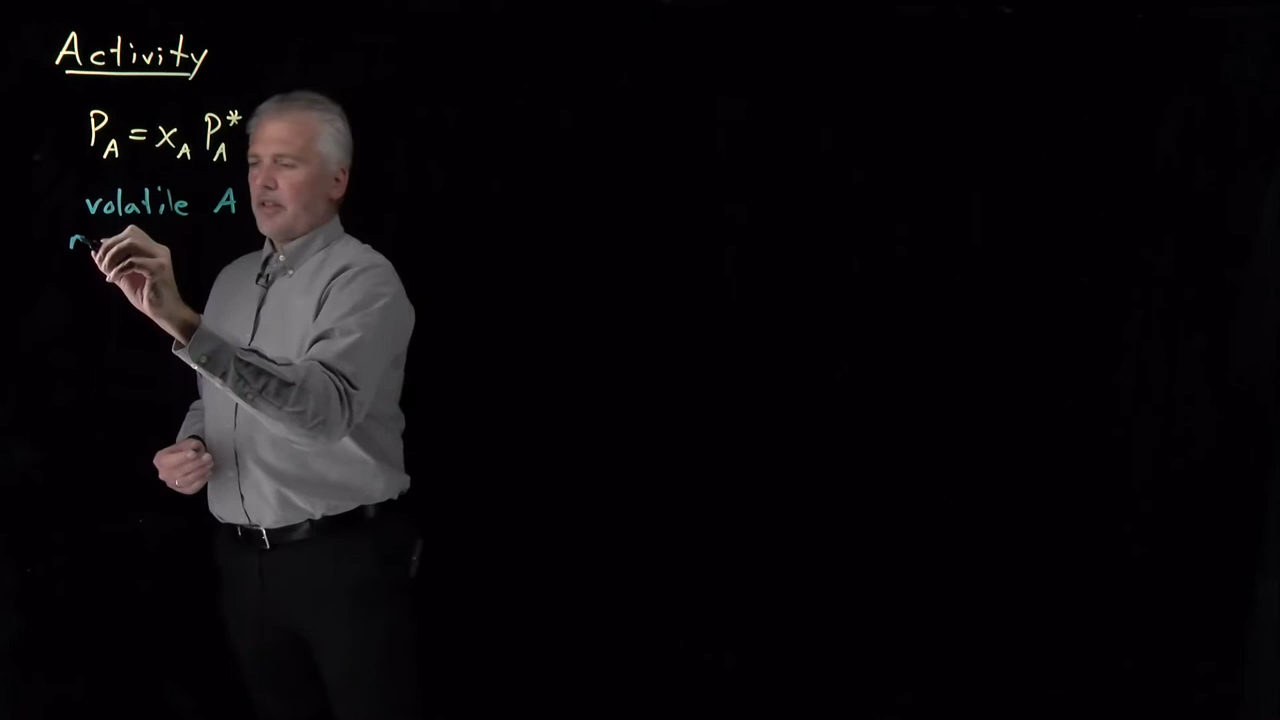 Activity
P_A = x_A P_A^*
volatile A